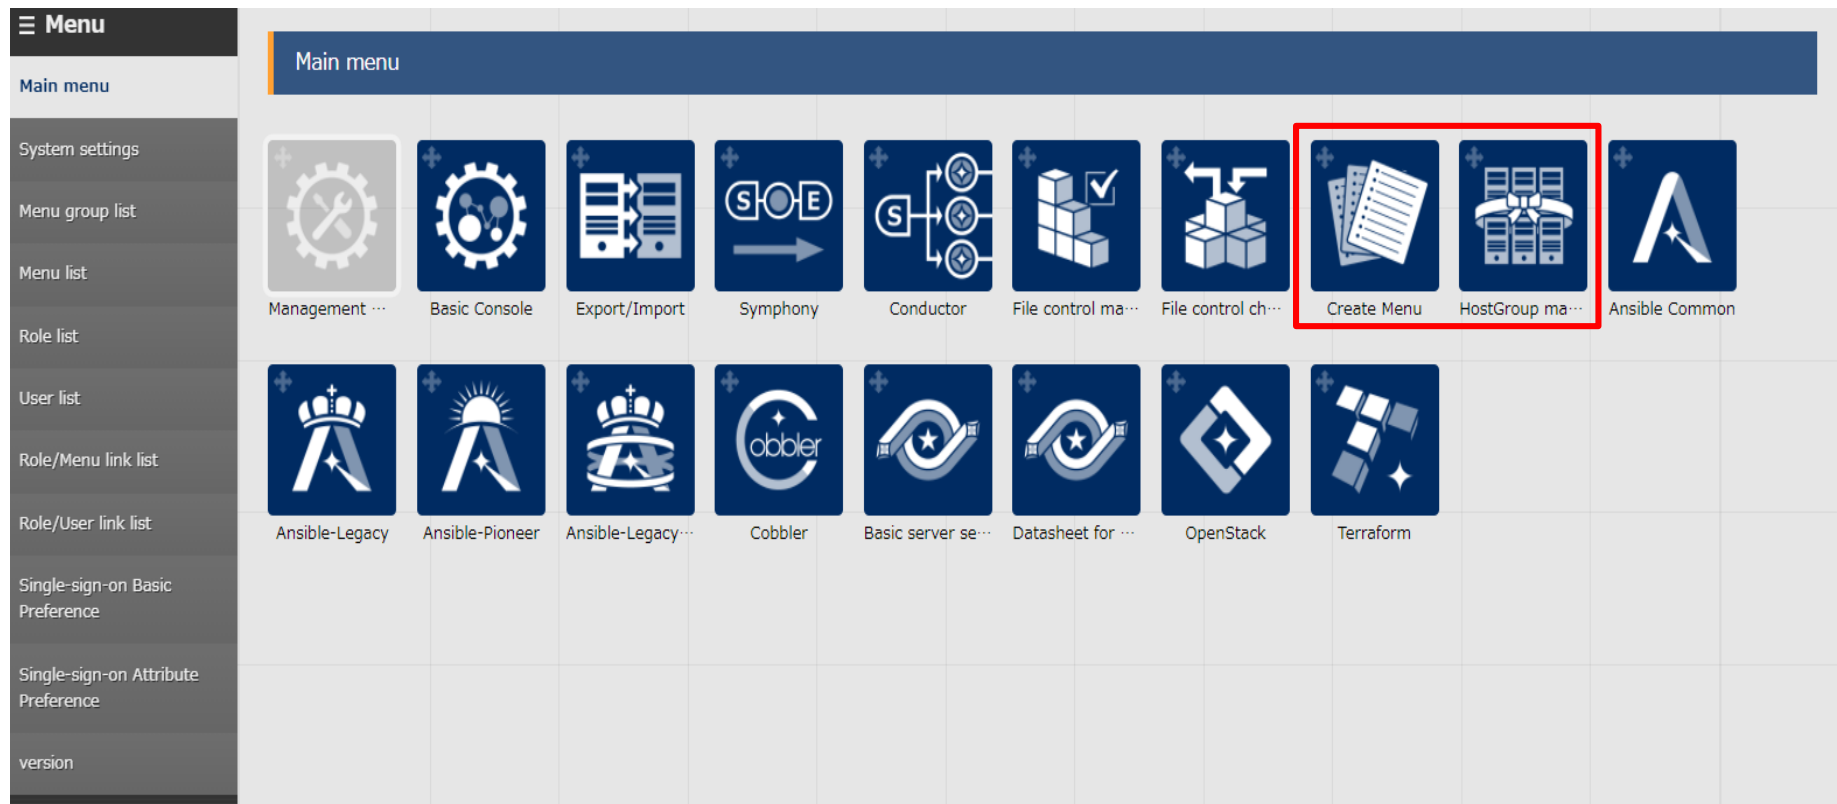 Menu
Main menu
System settings
Menu group list
Menu list
Role list
User list
Role/Menu link list
Role/User link list
Single-sign-on Basic
Preference
Single-sign-on Attribute
Preference
version
Main menu
S E
S
Management ···
Basic Console
Export/Import
Symphony
Conductor
File control ma···
File control ch···
Create Menu
HostGroup ma···
Ansible Common
obbler
Ansible-Legacy
Ansible-Pioneer
Ansible-Legacy···
Cobbler
Basic server se···
Datasheet for ···
OpenStack
Terraform